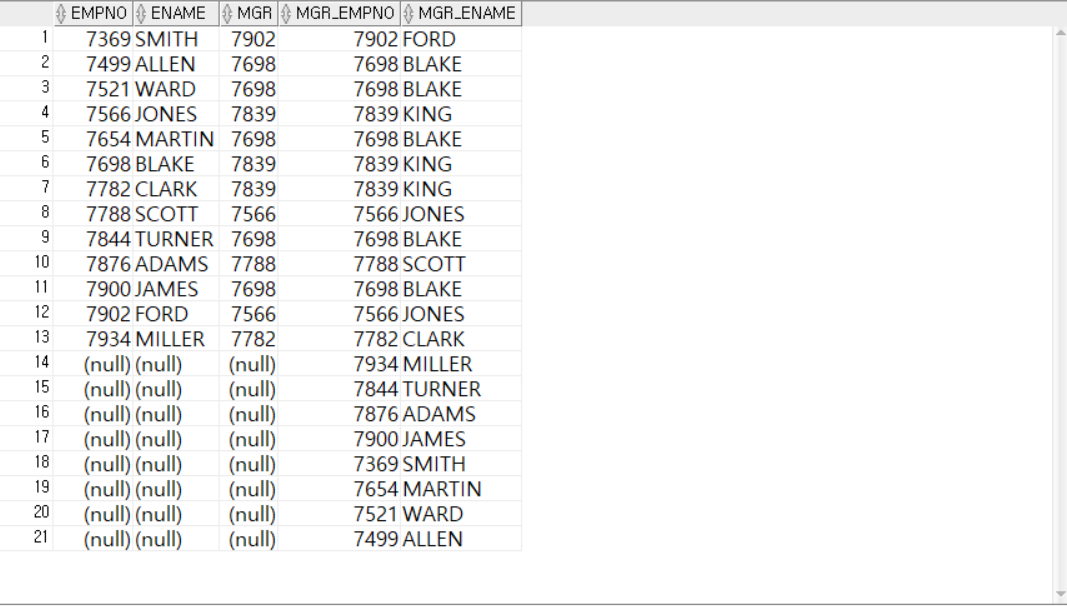 EMPNO ENAME MGR MGR_EMPNO MGR_ENAME
1 7369 SMITH 7902 7902 FORD
2 7499 ALLEN 7698 7698 BLAKE
3 7521 WARD 7698 7698 BLAKE
4 7566 JONES 7839 7839 KING
5 7654 MARTIN 7698 7698 BLAKE
6 7698 BLAKE 7839 7839 KING
7 7782 CLARK 7839 7839 KING
8 7788 SCOTT 7566 7566 JONES
9 7844 TURNER 7698 7698 BLAKE
10 7876 ADAMS 7788 7788 SCOTT
11 7900 JAMES 7698 7698 BLAKE
12 7902 FORD 7566 7566 JONES
13 7934 MILLER 7782 7782 CLARK
14 (null) (null) (null) 7934 MILLER
15 (null) (null) (null) 7844 TURNER
16 (null) (null) (null) 7876 ADAMS
17 (null) (null) (null) 7900 JAMES
18 (null) (null) (null) 7369 SMITH
19 (null) (null) (null) 7654 MARTIN
20 (null) (null) (null) 7521 WARD
21 (null) (null) (null) 7499 ALLEN